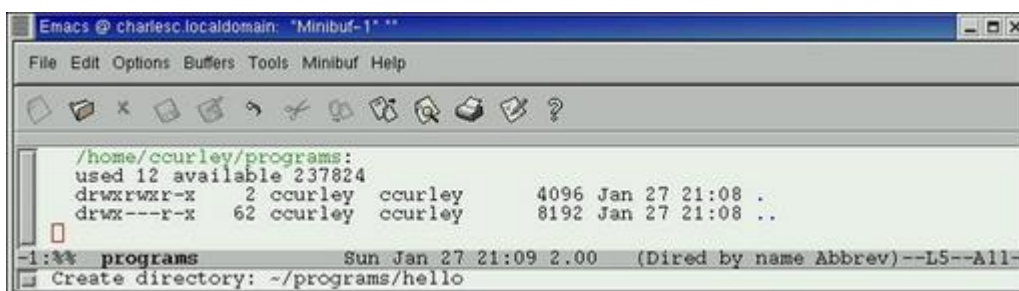 Emacs @ charlesc.localdomain: "Minibuf-1" ""
File Edit Options Buffers Tools Minibuf Help
/home/ccurley/programs:
used 12 available 237824
drwxrwxr-x 2 ccurley ccurley 4096 Jan 27 21:08 .
drwx---r-x 62 ccurley ccurley 8192 Jan 27 21:08 ..
-1:%% programs Sun Jan 27 21:09 2.00 (Dired by name Abbrev)--L5--All-
Create directory: ~/programs/hello